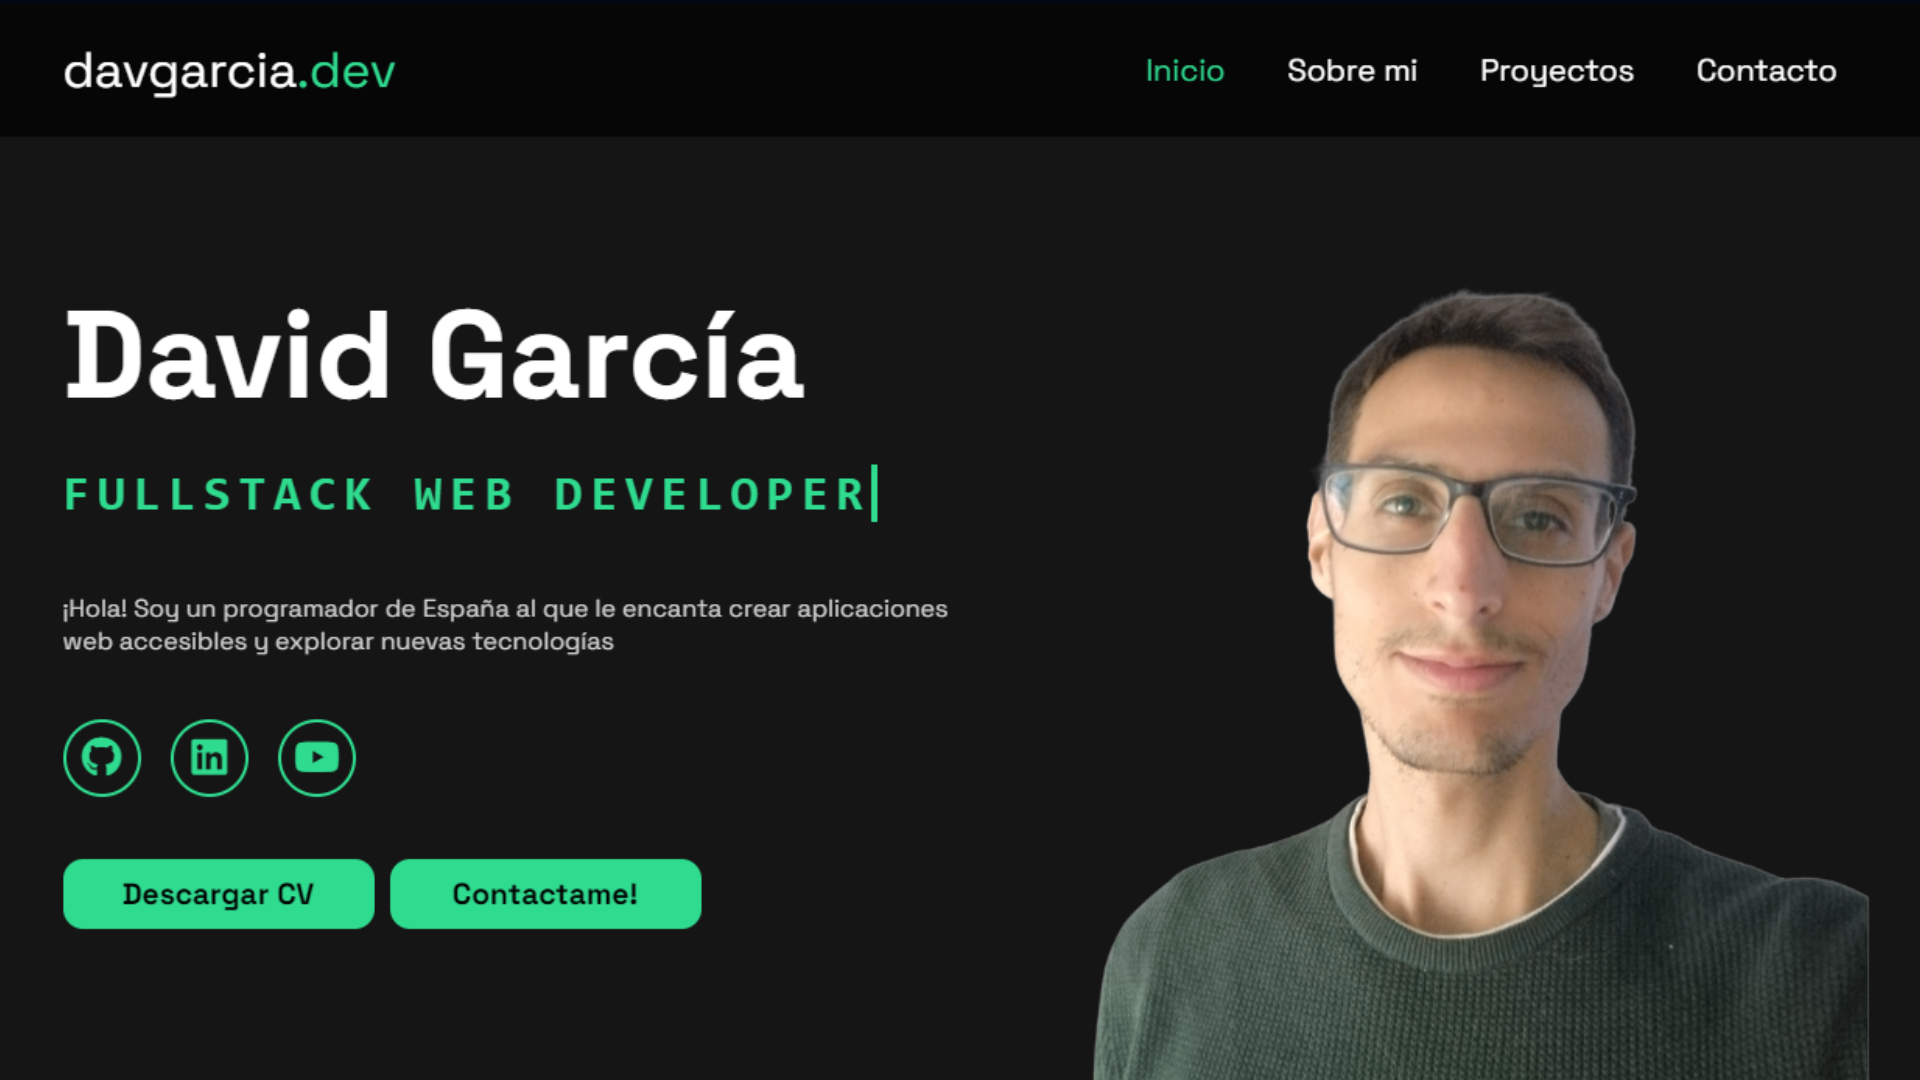 davgarcia.dev
Inicio Sobre mi Proyectos Contacto
David García
FULLSTACK WEB DEVELOPER
¡Hola! Soy un programador de España al que le encanta crear aplicaciones
web accesibles y explorar nuevas tecnologías
in
Descargar CV Contactame!